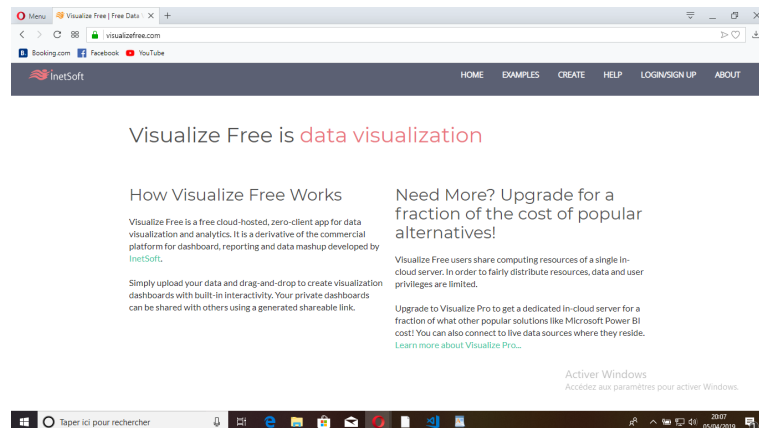 Menu
Visualize Free | Free Data
visualizefree.com
B. Booking.com Facebook YouTube
InetSoft
HOME EXAMPLES CREATE HELP LOGIN/SIGN UP ABOUT
Visualize Free is data visualization
How Visualize Free Works
Visualize Free is a free cloud-hosted, zero-client app for data
visualization and analytics. It is a derivative of the commercial
platform for dashboard, reporting and data mashup developed by
InetSoft.
Simply upload your data and drag-and-drop to create visualization
dashboards with built-in interactivity. Your private dashboards
can be shared with others using a generated shareable link.
Need More? Upgrade for a
fraction of the cost of popular
alternatives!
Visualize Free users share computing resources of a single in-
cloud server. In order to fairly distribute resources, data and user
privileges are limited.
Upgrade to Visualize Pro to get a dedicated in-cloud server for a
fraction of what other popular solutions like Microsoft Power BI
cost! You can also connect to live data sources where they reside.
Learn more about Visualize Pro...
Activer Windows
Accédez aux paramètres pour activer Windows.
Taper ici pour rechercher
20:07
05/04/2019